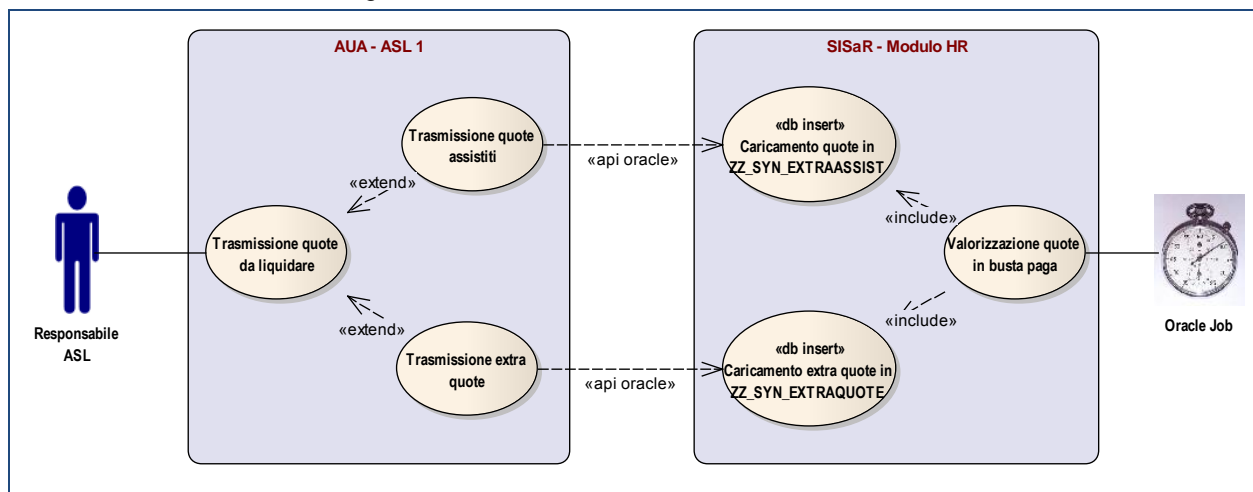 AUA - ASL 1
SISaR - Modulo HR
Trasmissione quote
assistiti
«api oracle»
«db insert»
Caricamento quote in
ZZ_SYN_EXTRAASSIST
«extend»
«include»
Trasmissione quote
da liquidare
Valorizzazione quote
in busta paga
Responsabile
ASL
Oracle Job
«extend»
«include»
Trasmissione extra
quote
«api oracle»
«db insert»
Caricamento extra quote in
ZZ_SYN_EXTRAQUOTE